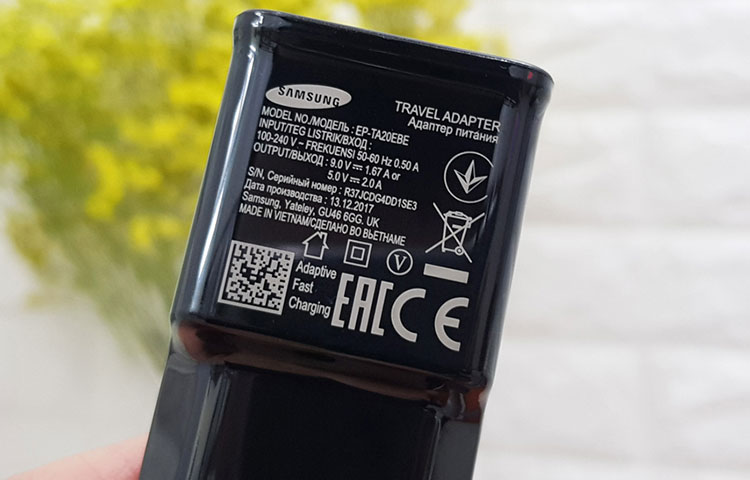 SAMSUNG
TRAVEL ADAPTER
Адаптер питания
MODEL NO./МОДЕЛЬ : EP-TA20EBE
INPUT/TEG LISTRIK/ВХОД :
100-240 V ~ FREKUENSI 50-60 Hz 0.50 A
OUTPUT/ВЫХОД : 9.0 V ⎓ 1.67 A or
5.0 V ⎓ 2.0 A
S/N, Серийный номер : R37JCDG4DD1SE3
Дата производства : 13.12.2017
Samsung, Yateley, GU46 6GG. UK
MADE IN VIETNAM/СДЕЛАНО ВО ВЬЕТНАМЕ
V
Adaptive
Fast
Charging
EAC CE